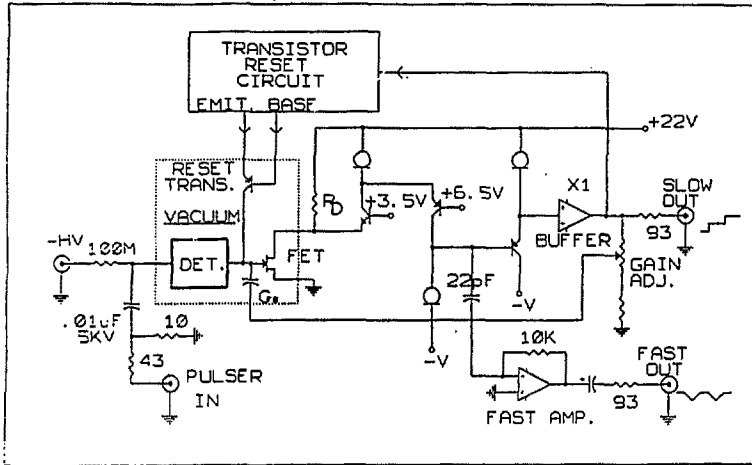 TRANSISTOR
RESET
CIRCUIT
EMIT. BASE
+22V
RESET
TRANS.
VACUUM
RD
+3.5V
+6.5V
X1
SLOW
OUT
-HV
100M
DET.
FET
BUFFER
93
GAIN
ADJ.
22pF
-V
.01uF
5KV
10
-V
10K
FAST
OUT
43
PULSER
IN
93
FAST AMP.